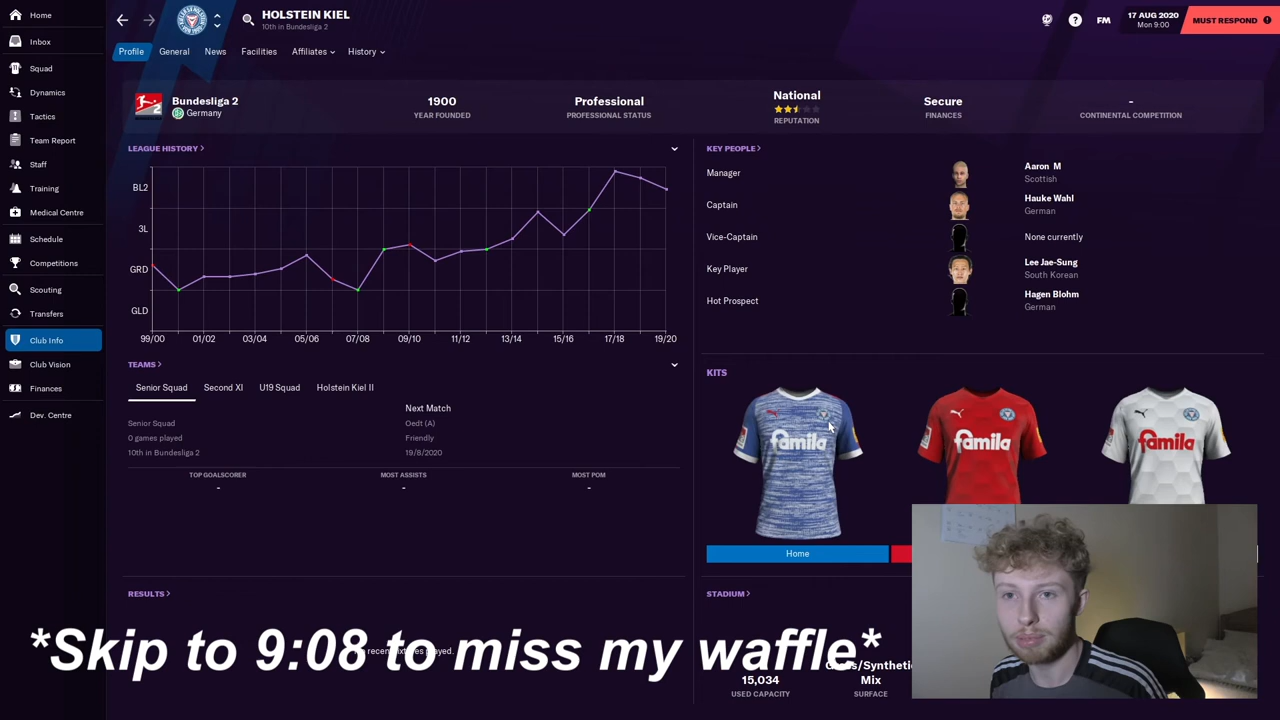 Home
Inbox
Squad
Dynamics
Tactics
Team Report
Staff
Training
Medical Centre
Schedule
Competitions
Scouting
Transfers
Club Info
Club Vision
Finances
Dev. Centre
HOLSTEIN KIEL
10th in Bundesliga 2
FM
17 AUG 2020
Mon 9:00
MUST RESPOND
Profile
General
News
Facilities
Affiliates
History
Bundesliga 2
Germany
1900
YEAR FOUNDED
Professional
PROFESSIONAL STATUS
National
REPUTATION
Secure
FINANCES
-
CONTINENTAL COMPETITION
LEAGUE HISTORY >
BL2
3L
GRD
GLD
99/00 01/02 03/04 05/06 07/08 09/10 11/12 13/14 15/16 17/18 19/20
TEAMS >
Senior Squad Second XI U19 Squad Holstein Kiel II
Next Match
Senior Squad Oedt (A)
0 games played Friendly
10th in Bundesliga 2 19/8/2020
TOP GOALSCORER MOST ASSISTS MOST POM
- - -
RESULTS >
KEY PEOPLE >
Manager Aaron M
Scottish
Captain Hauke Wahl
German
Vice-Captain None currently
Key Player Lee Jae-Sung
South Korean
Hot Prospect Hagen Blohm
German
KITS
famila famila famila
Home
STADIUM >
15,034
USED CAPACITY
Mix
SURFACE
*Skip to 9:08 to miss my waffle*